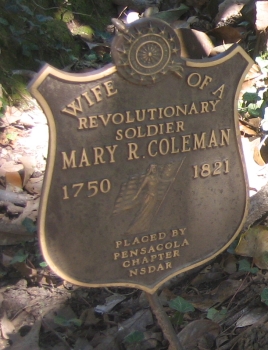 WIFE OF A
REVOLUTIONARY
SOLDIER
MARY R. COLEMAN
1750 1821
PLACED BY
PENSACOLA
CHAPTER
NSDAR